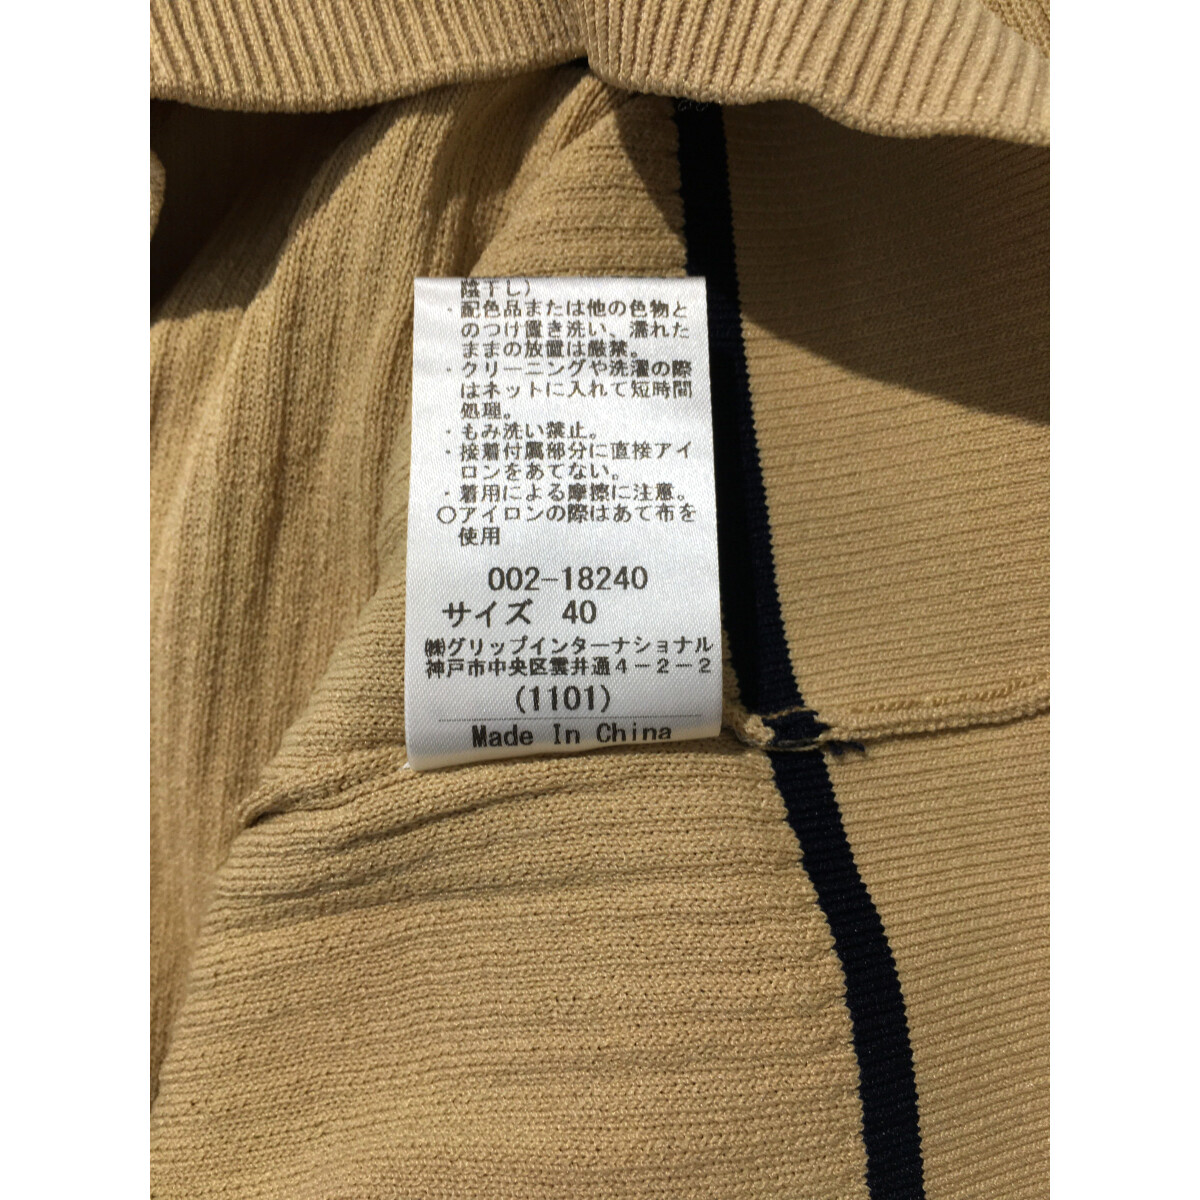 陰干し)
・配色品または他の色物と
のつけ置き洗い、濡れた
ままの放置は厳禁。
・クリーニングや洗濯の際
はネットに入れて短時間
処理。
・もみ洗い禁止。
・接着付属部分に直接アイ
ロンをあてない。
・着用による摩擦に注意。
○アイロンの際はあて布を
使用
002-18240
サイズ 40
㈱グリップインターナショナル
神戸市中央区雲井通4-2-2
(1101)
Made In China